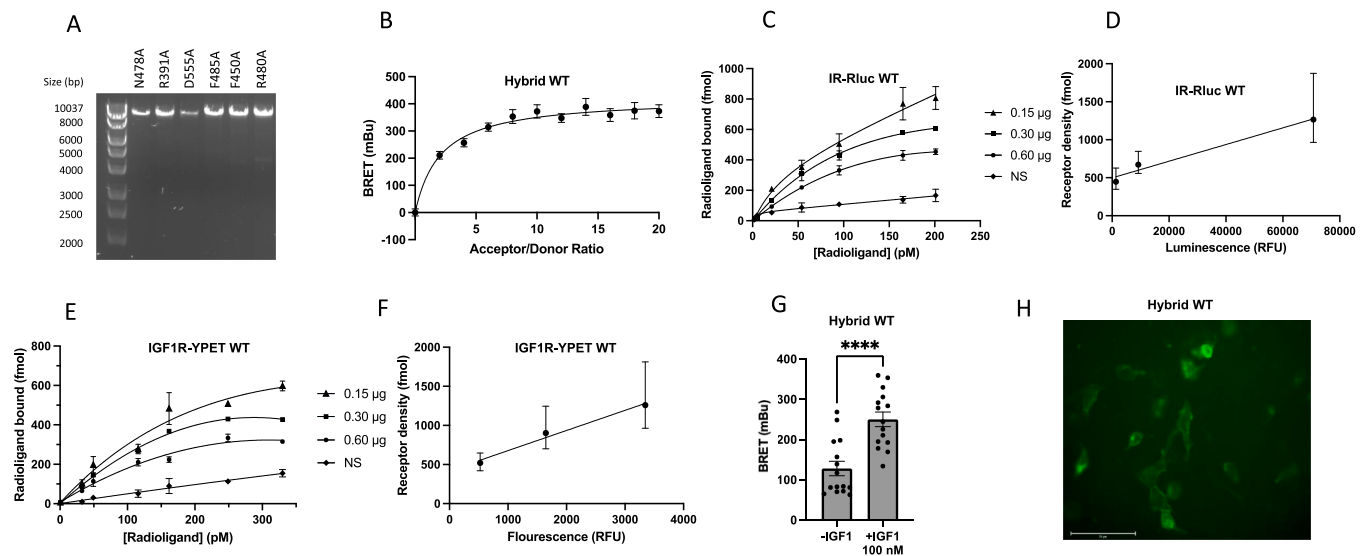 A
N478A
R391A
D555A
F485A
F450A
R480A
Size (bp)
10037
8000
6000
5000
4000
3000
2500
2000
B
Hybrid WT
BRET (mBu)
500
400
300
200
100
0
-100
0 5 10 15 20
Acceptor/Donor Ratio
C
IR-Rluc WT
Radioligand bound (fmol)
1000
800
600
400
200
0
0 50 100 150 200 250
[Radioligand] (pM)
0.15 µg
0.30 µg
0.60 µg
NS
D
IR-Rluc WT
Receptor density (fmol)
2000
1500
1000
500
0
0 20000 40000 60000 80000
Luminescence (RFU)
E
IGF1R-YPET WT
Radioligand bound (fmol)
800
600
400
200
0
0 100 200 300
[Radioligand] (pM)
0.15 µg
0.30 µg
0.60 µg
NS
F
IGF1R-YPET WT
Receptor density (fmol)
2000
1500
1000
500
0
0 1000 2000 3000 4000
Flourescence (RFU)
G
Hybrid WT
****
BRET (mBu)
400
300
200
100
0
-IGF1 +IGF1
100 nM
H
Hybrid WT